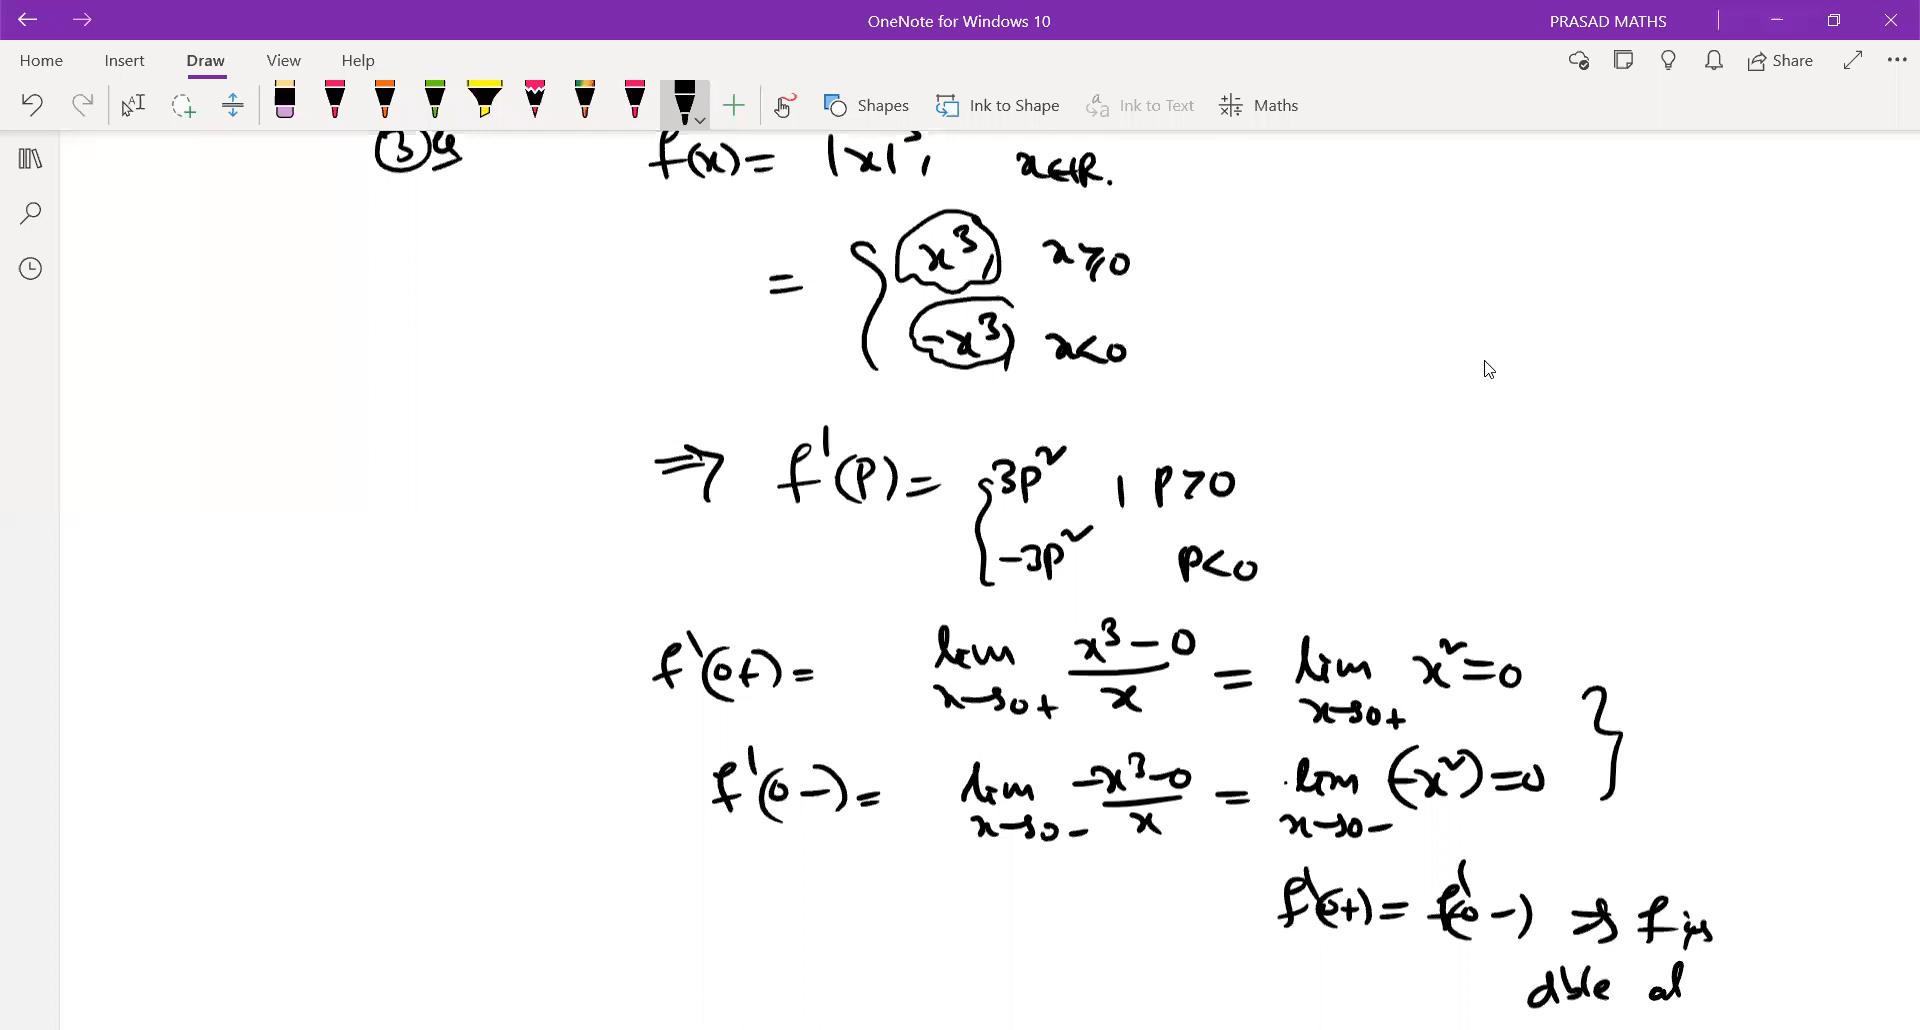 OneNote for Windows 10
PRASAD MATHS
Home Insert Draw View Help
Share
Shapes Ink to Shape Ink to Text Maths
f(x) = |x|³, x∈ℝ.
= { x³, x≥0
-x³, x<0
⇒ f'(p) = { 3p² , p>0
-3p² p<0
f'(0+) = lim x→0+ (x³-0)/x = lim x→0+ x² = 0
f'(0-) = lim x→0- (-x³-0)/x = lim x→0- (-x²) = 0 }
f'(0+) = f'(0-) ⇒ f is
dble at